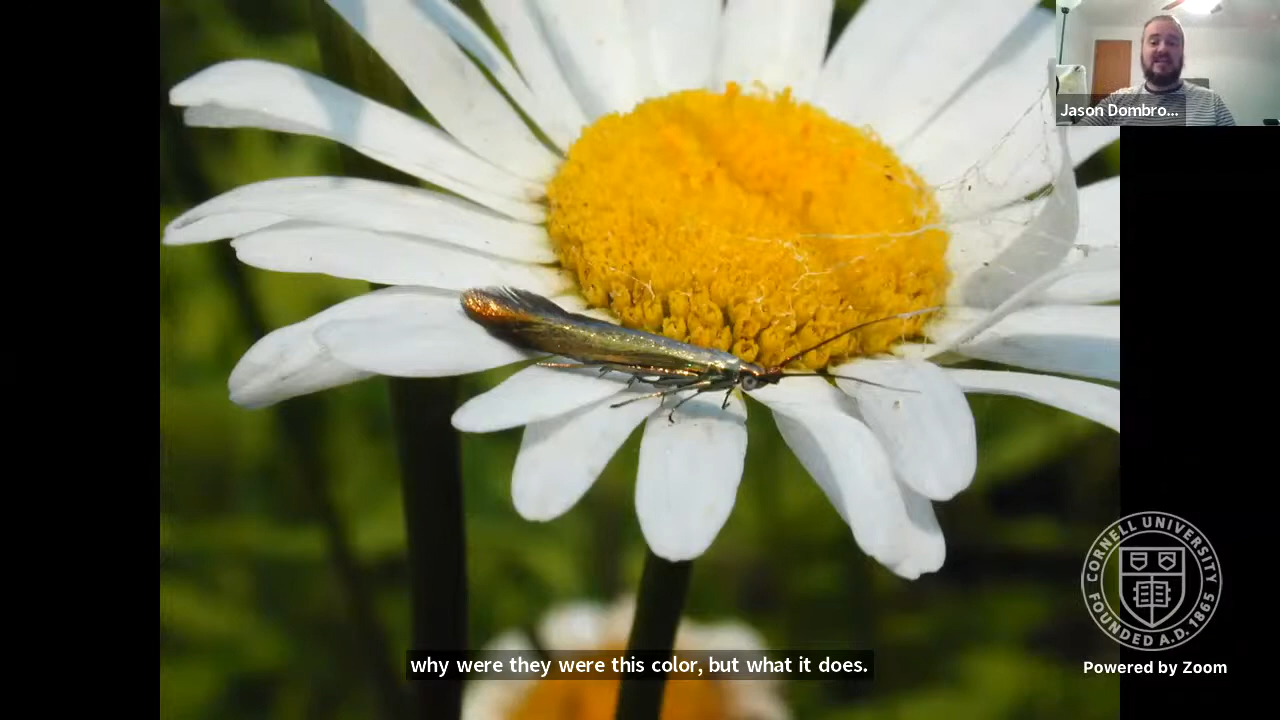 Jason Dombro...
CORNELL UNIVERSITY
FOUNDED A.D. 1865
why were they were this color, but what it does.
Powered by Zoom